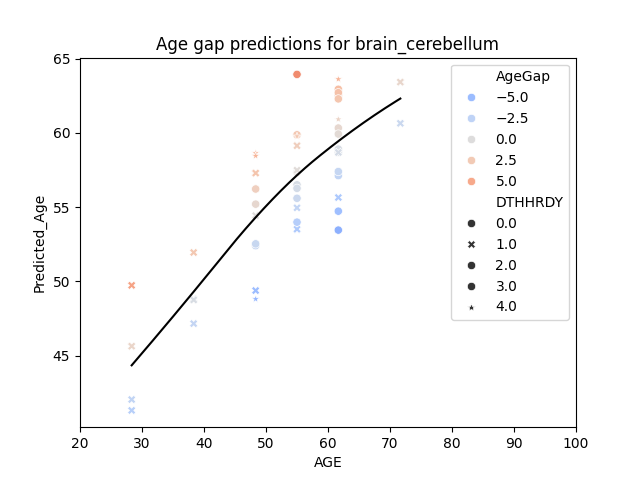 Age gap predictions for brain_cerebellum
Predicted_Age
65
60
55
50
45
20 30 40 50 60 70 80 90 100
AGE
AgeGap
−5.0
−2.5
0.0
2.5
5.0
DTHHRDY
0.0
1.0
2.0
3.0
4.0